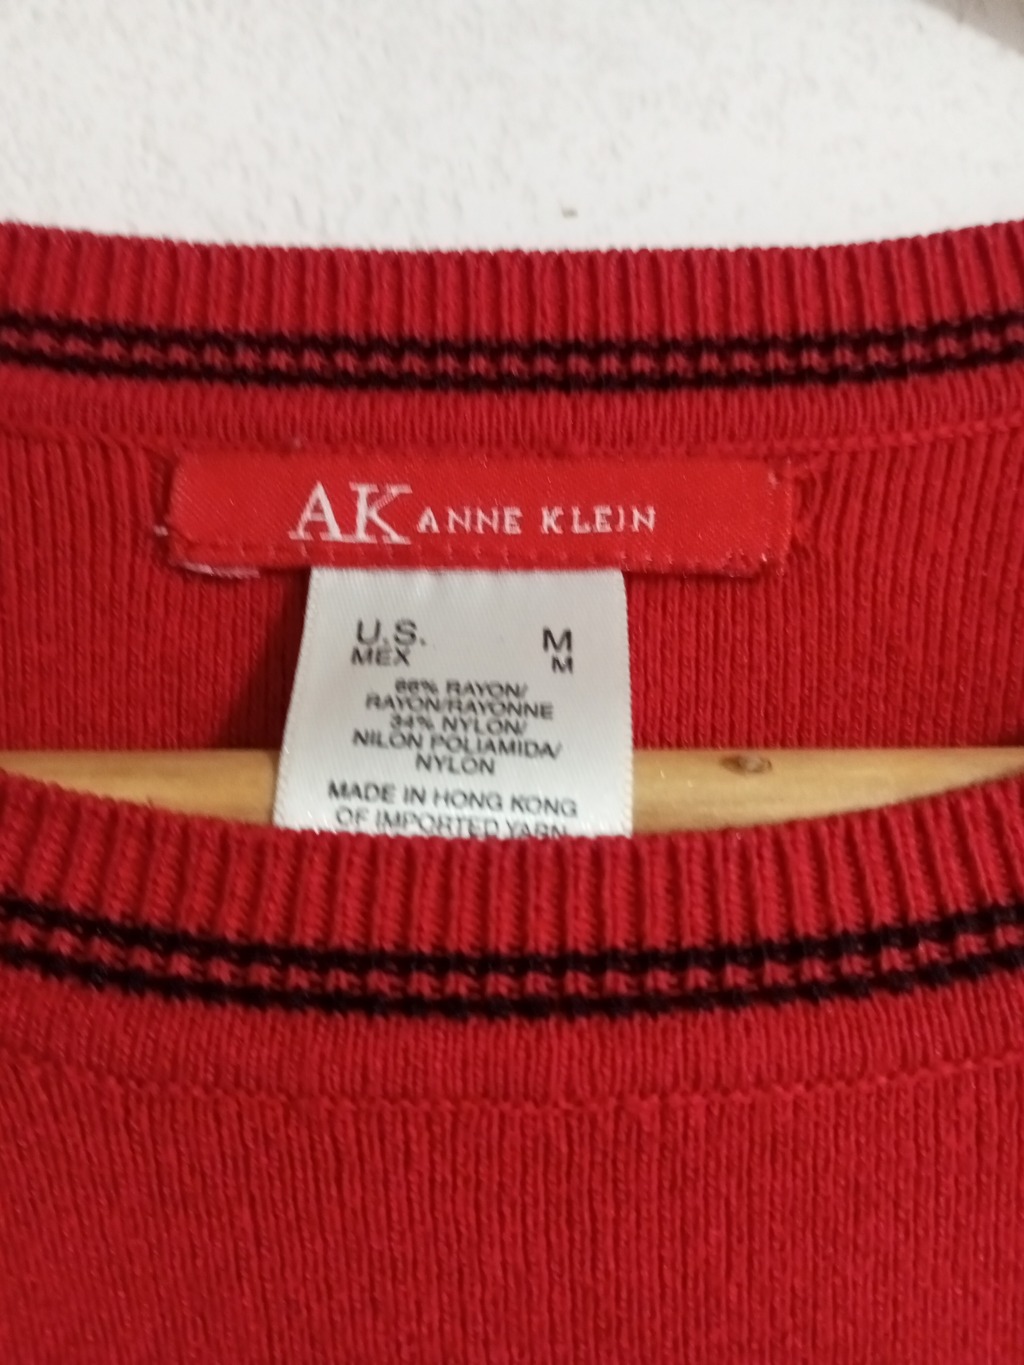 AK ANNE KLEIN
U.S. M
MEX M
66% RAYON/
RAYON/RAYONNE
34% NYLON/
NILON POLIAMIDA/
NYLON
MADE IN HONG KONG
OF IMPORTED YARN